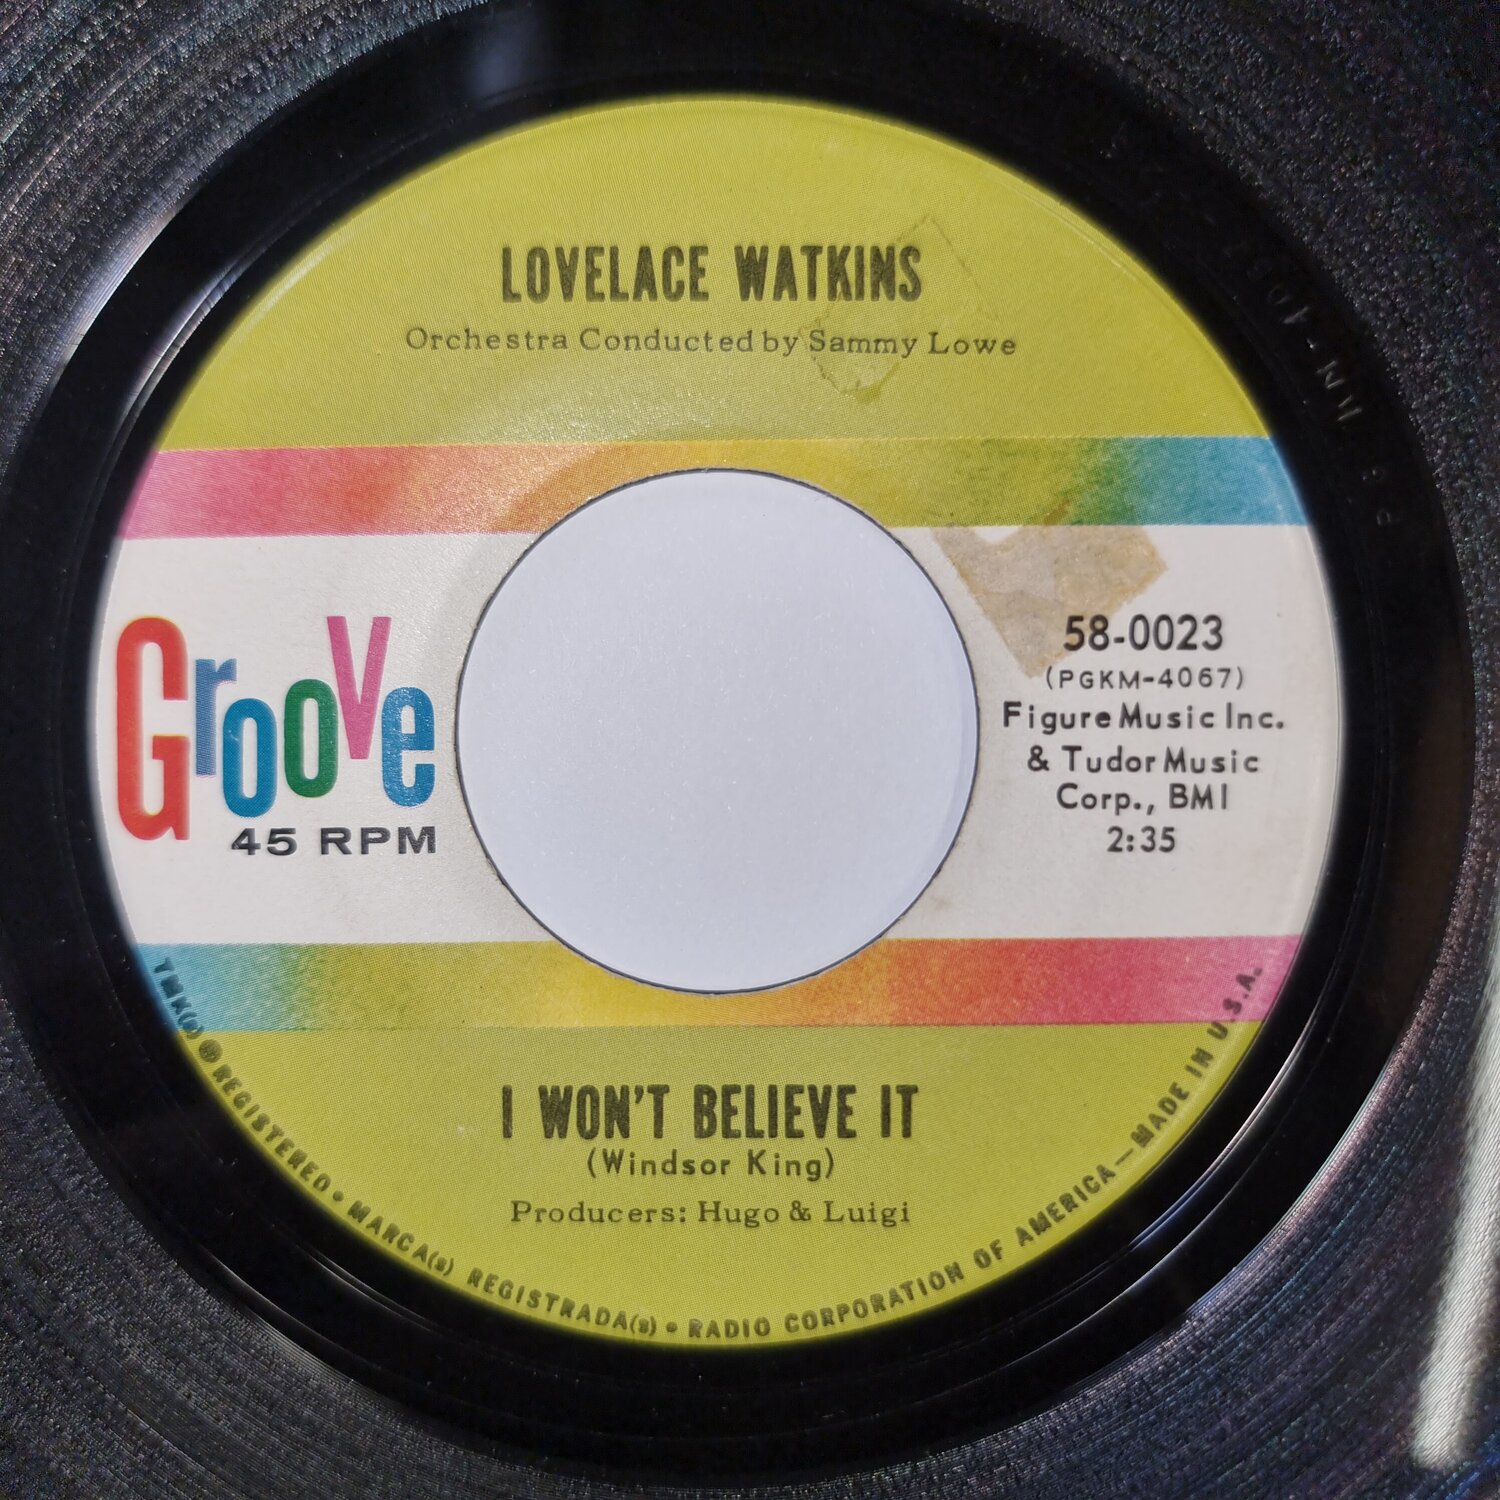 LOVELACE WATKINS
Orchestra Conducted by Sammy Lowe
Groove
45 RPM
58-0023
(PGKM-4067)
Figure Music Inc.
& Tudor Music
Corp., BMI
2:35
I WON'T BELIEVE IT
(Windsor King)
Producers: Hugo & Luigi
TMK(s) ® REGISTERED • MARCA(s) REGISTRADA(s) • RADIO CORPORATION OF AMERICA — MADE IN U.S.A.